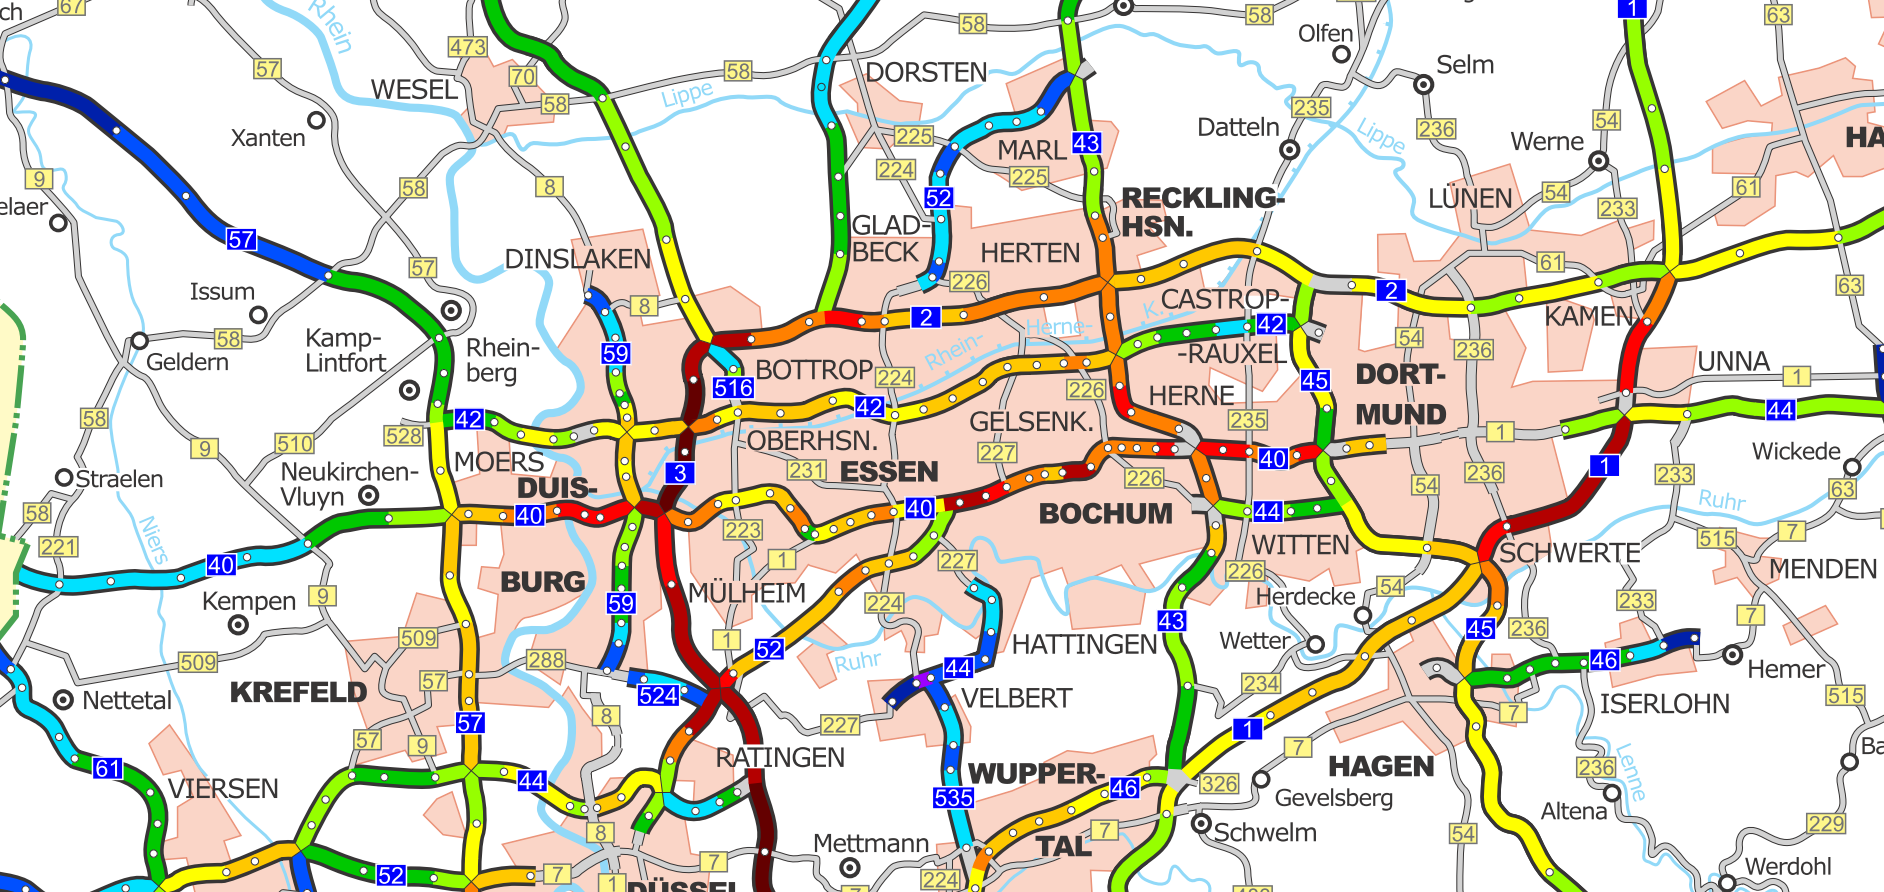 ch
67
Rhein
473
57
WESEL
70
58
58
58
Lippe
DORSTEN
58
58
Olfen
1
63
Selm
235
236
54
Lippe
Datteln
Werne
HA
Xanten
225
224
MARL
43
225
9
elaer
58
8
52
RECKLING-
HSN.
LÜNEN
54
233
61
57
GLAD-
BECK
HERTEN
DINSLAKEN
57
Issum
8
226
61
63
CASTROP-
2
KAMEN
2
Herne-
K.
42
54
Rhein-
-RAUXEL
236
58
Geldern
Kamp-
Lintfort
Rhein-
berg
59
516
BOTTROP
224
42
226
HERNE
45
DORT-
MUND
UNNA
1
44
58
9
510
528
42
OBERHSN.
GELSENK.
235
1
Wickede
Straelen
Neukirchen-
Vluyn
MOERS
DUIS-
BURG
3
231
ESSEN
227
226
40
236
54
1
233
63
58
Niers
40
223
40
BOCHUM
44
Ruhr
7
515
221
40
1
WITTEN
SCHWERTE
MENDEN
227
226
Kempen
9
59
MÜLHEIM
224
Herdecke
54
233
7
509
1
52
Ruhr
HATTINGEN
43
Wetter
45
236
509
288
44
46
Hemer
Nettetal
KREFELD
57
524
VELBERT
234
ISERLOHN
515
8
227
1
7
57
57
9
RATINGEN
7
HAGEN
Ba
61
VIERSEN
44
WUPPER-
TAL
535
46
326
Gevelsberg
236
Lenne
Altena
8
7
Schwelm
54
229
Mettmann
52
7
7
224
Werdohl
1
DÜSSEL
7